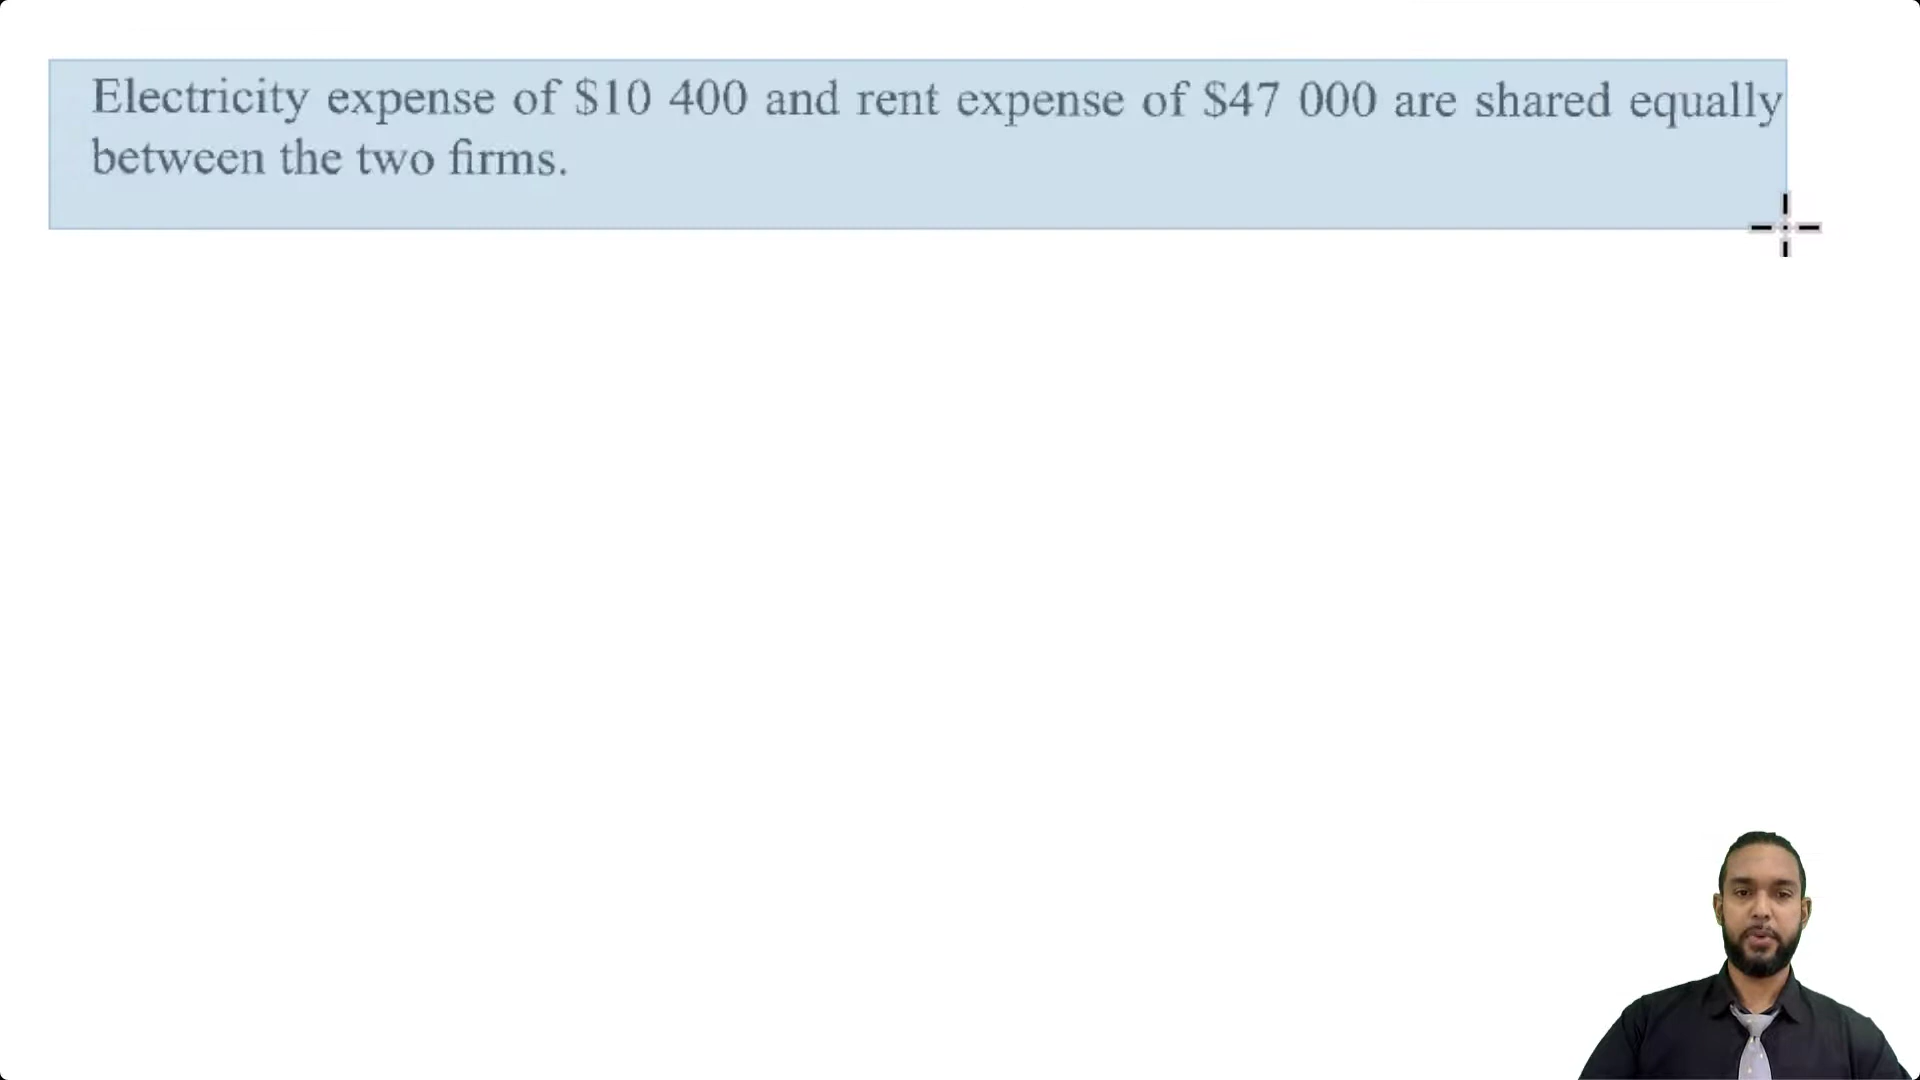 Electricity expense of $10 400 and rent expense of $47 000 are shared equally
between the two firms.